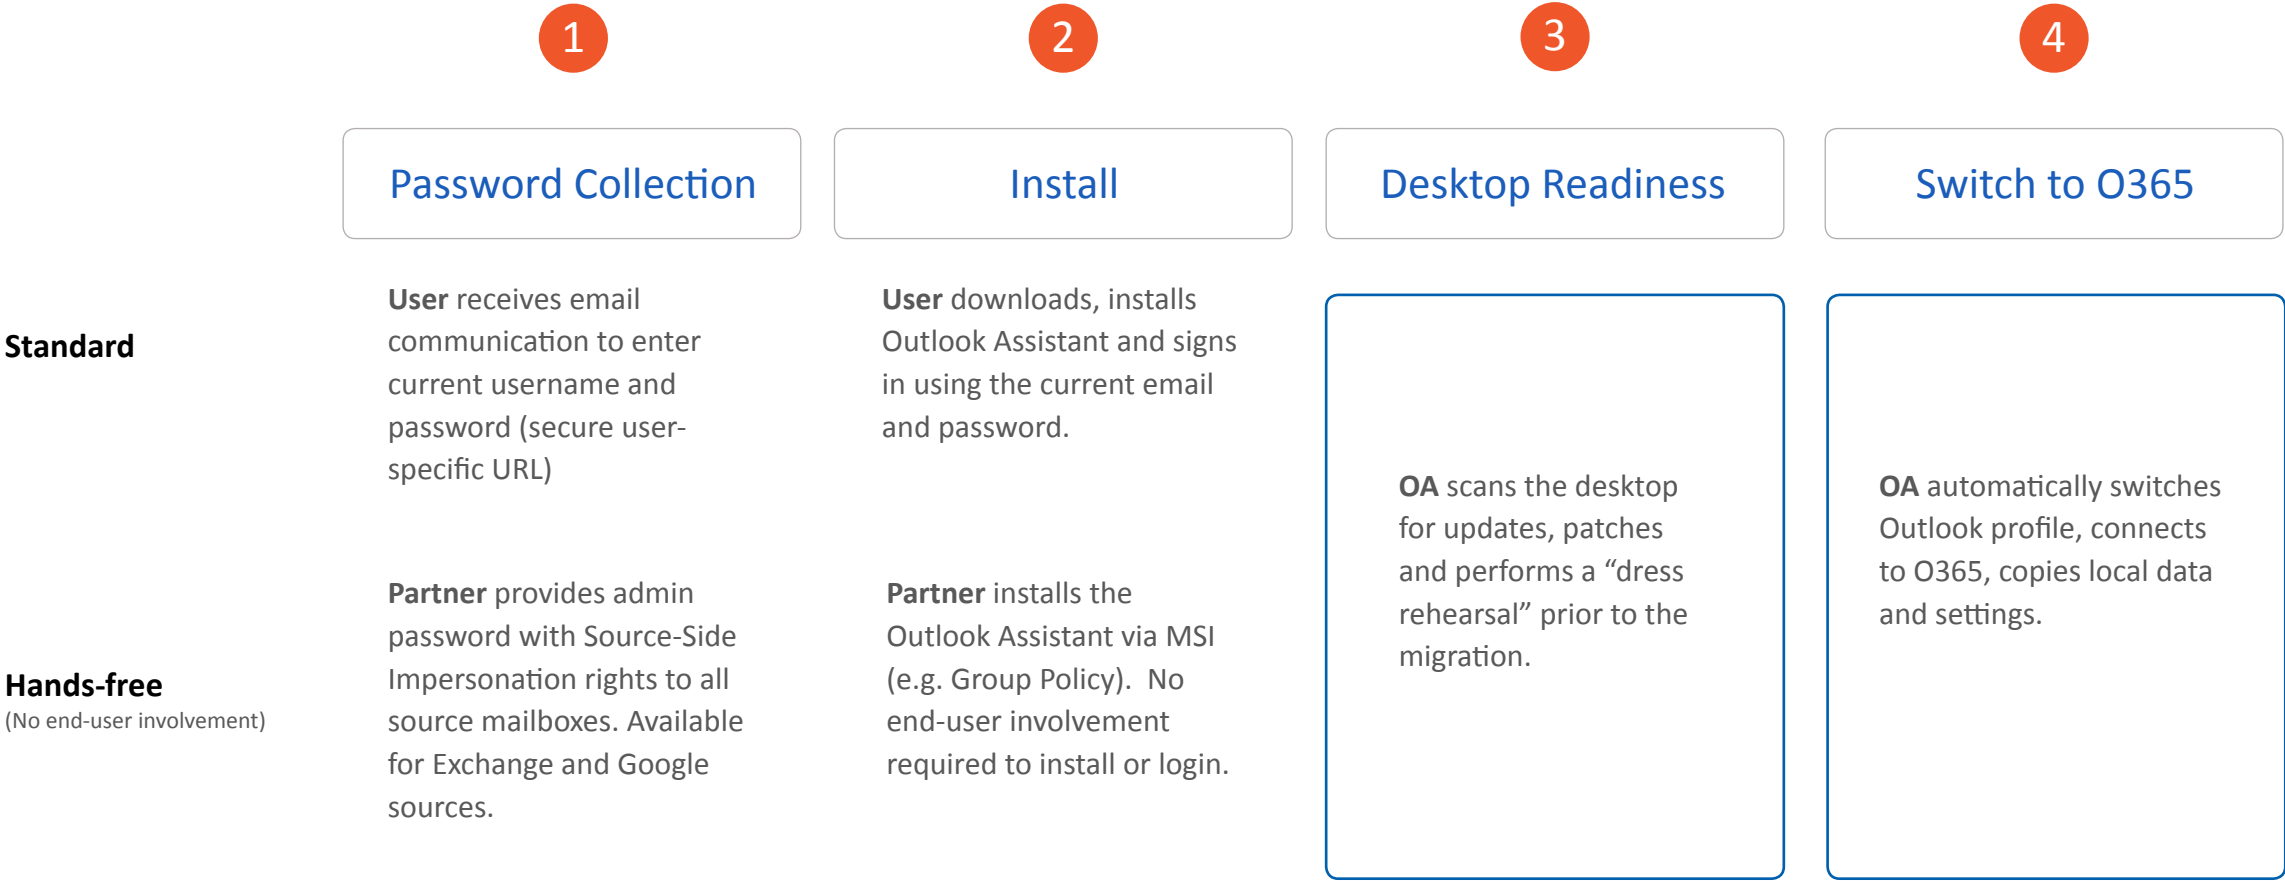 1
2
3
4
Password Collection
Install
Desktop Readiness
Switch to O365
Standard
User receives email
communication to enter
current username and
password (secure user-
specific URL)
User downloads, installs
Outlook Assistant and signs
in using the current email
and password.
Hands-free
(No end-user involvement)
Partner provides admin
password with Source-Side
Impersonation rights to all
source mailboxes. Available
for Exchange and Google
sources.
Partner installs the
Outlook Assistant via MSI
(e.g. Group Policy).  No
end-user involvement
required to install or login.
OA scans the desktop
for updates, patches
and performs a “dress
rehearsal” prior to the
migration.
OA automatically switches
Outlook profile, connects
to O365, copies local data
and settings.